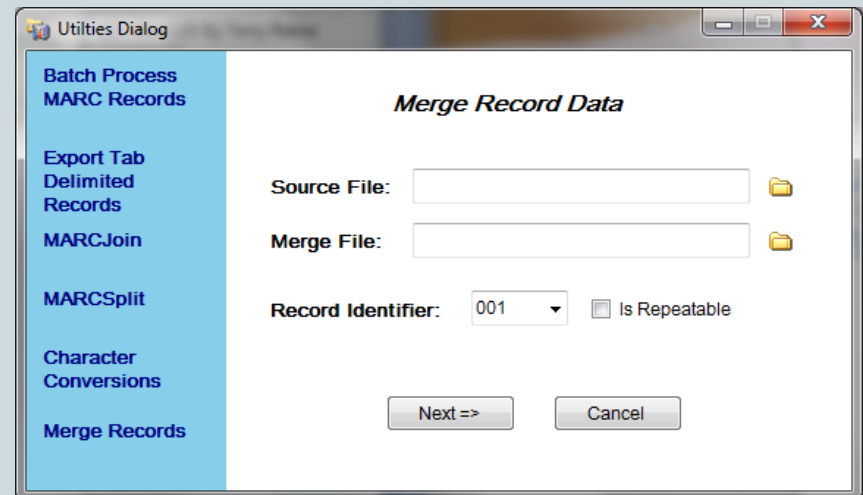 Utilties Dialog
Batch Process
MARC Records
Export Tab
Delimited
Records
MARCJoin
MARCSplit
Character
Conversions
Merge Records
Merge Record Data
Source File:
Merge File:
Record Identifier: 001 Is Repeatable
Next => Cancel